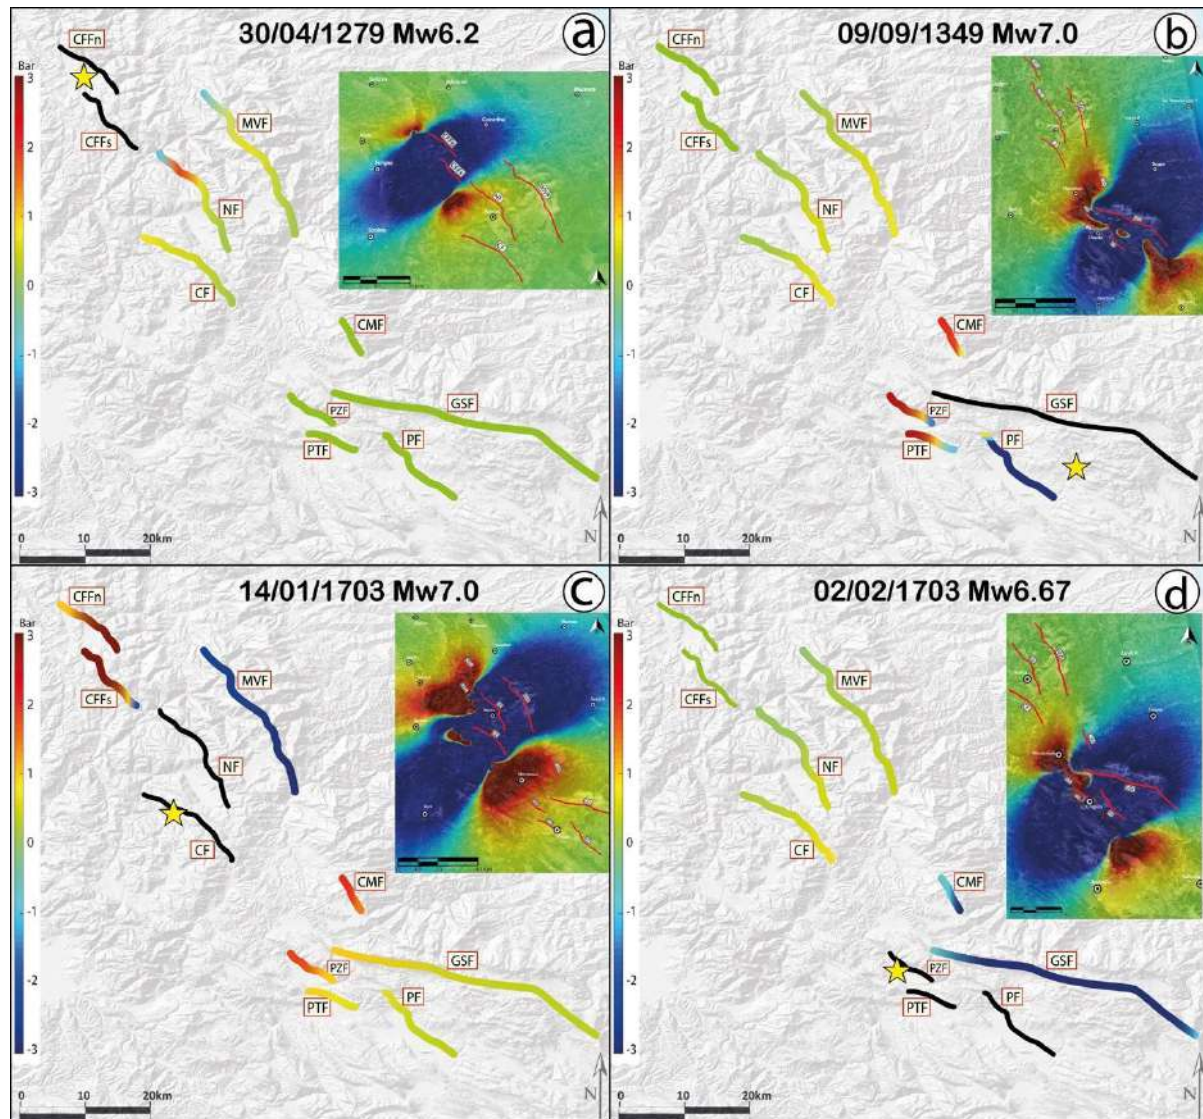 30/04/1279 Mw6.2
a
CFFn
Bar
3
2
1
0
-1
-2
-3
CFFs
MVF
NF
CF
CMF
PZF
GSF
PTF
PF
0 10 20km
N
09/09/1349 Mw7.0
b
CFFn
Bar
3
2
1
0
-1
-2
-3
CFFs
MVF
NF
CF
CMF
PZF
GSF
PTF
PF
0 10 20km
N
14/01/1703 Mw7.0
c
CFFn
Bar
3
2
1
0
-1
-2
-3
CFFs
MVF
NF
CF
CMF
PZF
GSF
PTF
PF
0 10 20km
N
02/02/1703 Mw6.67
d
CFFn
Bar
3
2
1
0
-1
-2
-3
CFFs
MVF
NF
CF
CMF
PZF
GSF
PTF
PF
0 10 20km
N